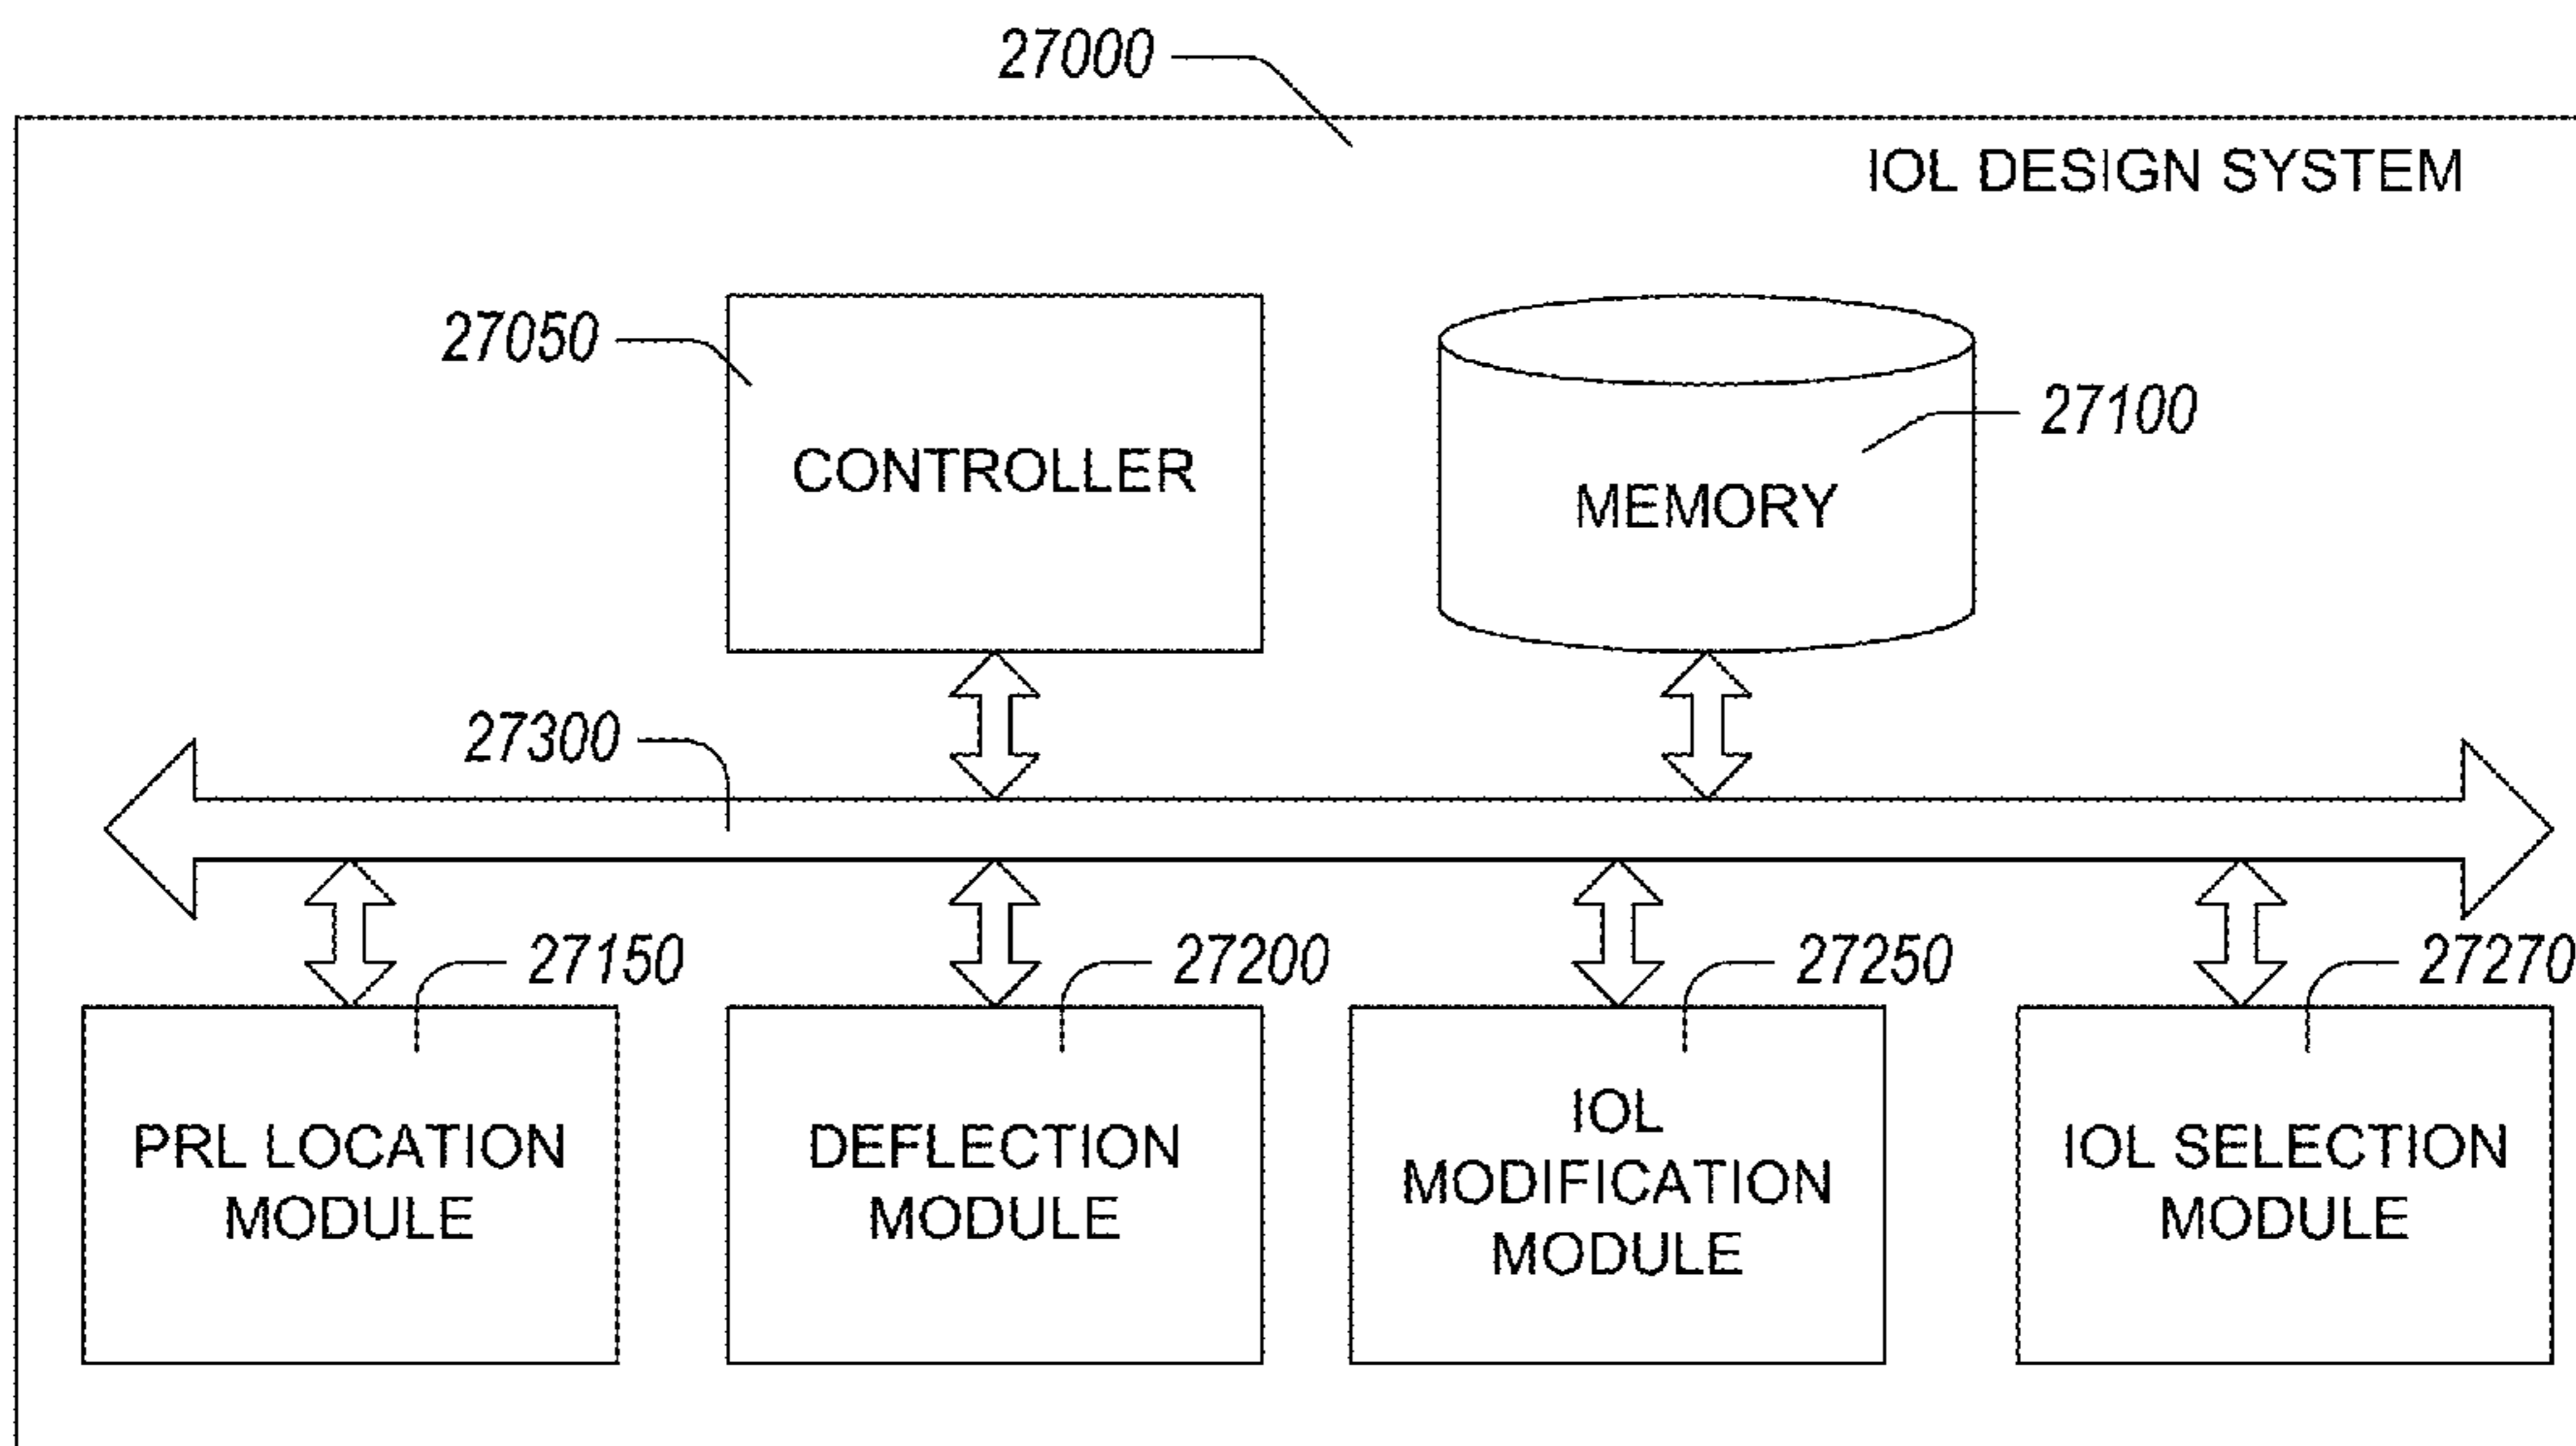 27000
IOL DESIGN SYSTEM
27050
CONTROLLER
27100
MEMORY
27300
27150
27200
27250
27270
PRL LOCATION
MODULE
DEFLECTION
MODULE
IOL
MODIFICATION
MODULE
IOL SELECTION
MODULE